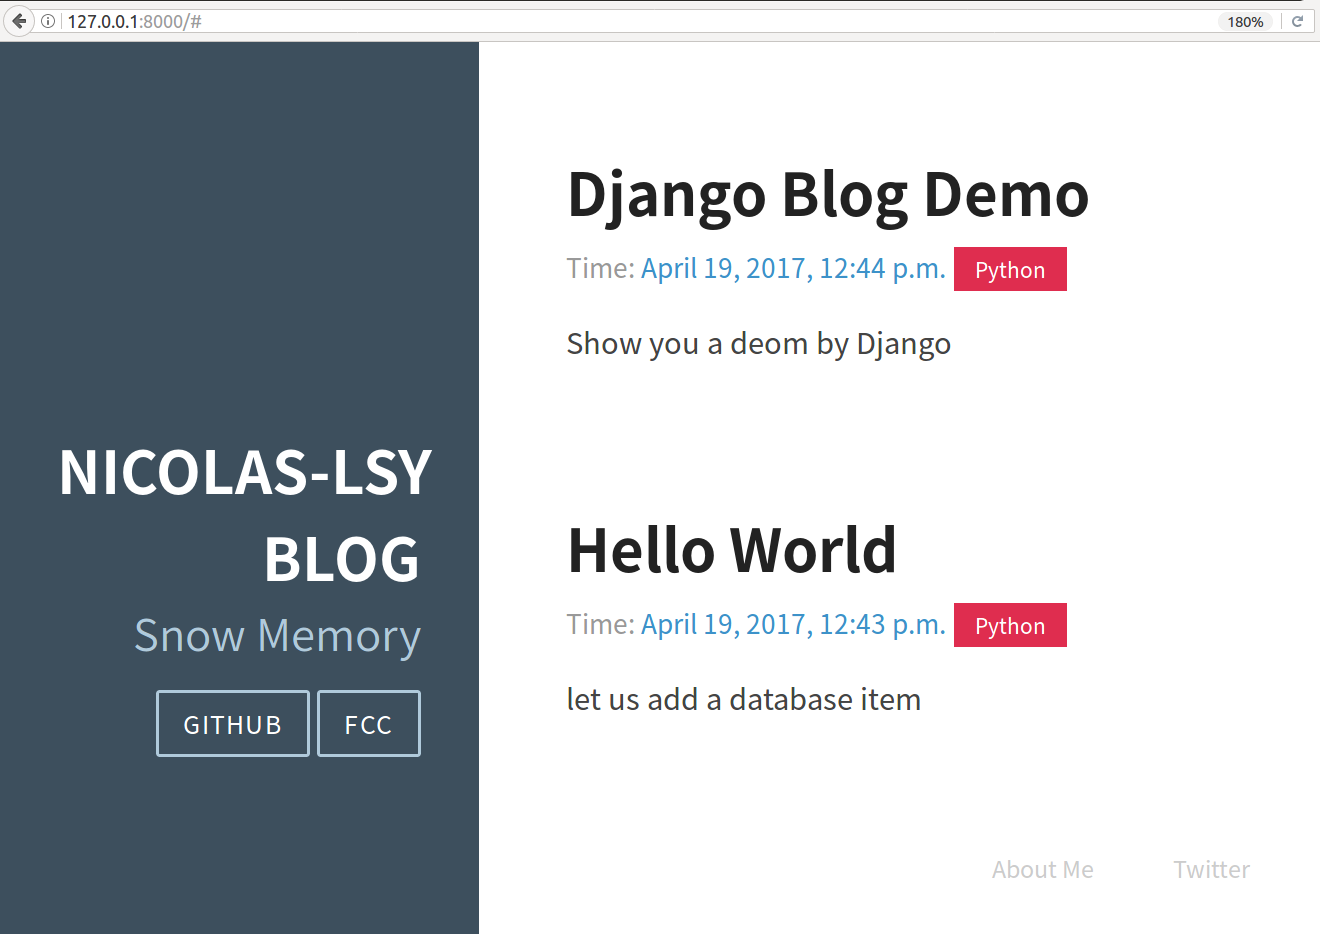 127.0.0.1:8000/#
180%
NICOLAS-LSY
BLOG
Snow Memory
GITHUB FCC
Django Blog Demo
Time: April 19, 2017, 12:44 p.m. Python
Show you a deom by Django
Hello World
Time: April 19, 2017, 12:43 p.m. Python
let us add a database item
About Me Twitter